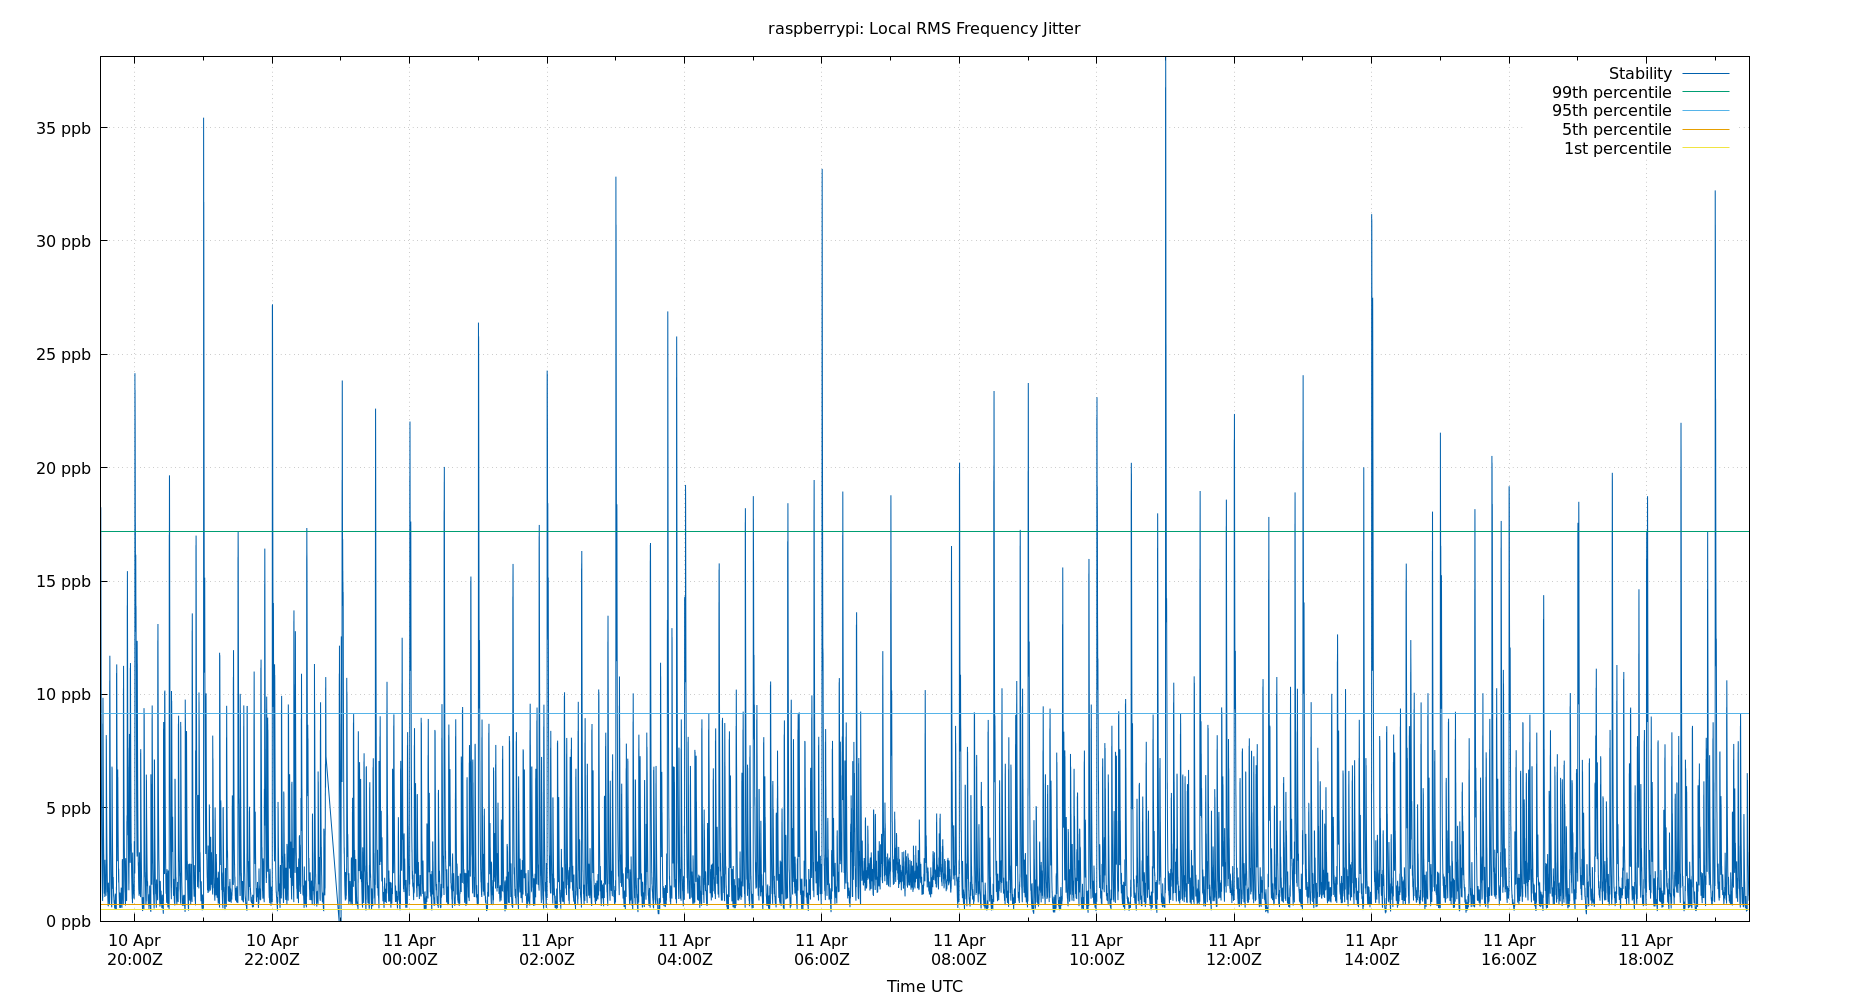 raspberrypi: Local RMS Frequency Jitter
Stability
99th percentile
95th percentile
5th percentile
1st percentile
35 ppb
30 ppb
25 ppb
20 ppb
15 ppb
10 ppb
5 ppb
0 ppb
10 Apr 10 Apr 11 Apr 11 Apr 11 Apr 11 Apr 11 Apr 11 Apr 11 Apr 11 Apr 11 Apr 11 Apr
20:00Z 22:00Z 00:00Z 02:00Z 04:00Z 06:00Z 08:00Z 10:00Z 12:00Z 14:00Z 16:00Z 18:00Z
Time UTC